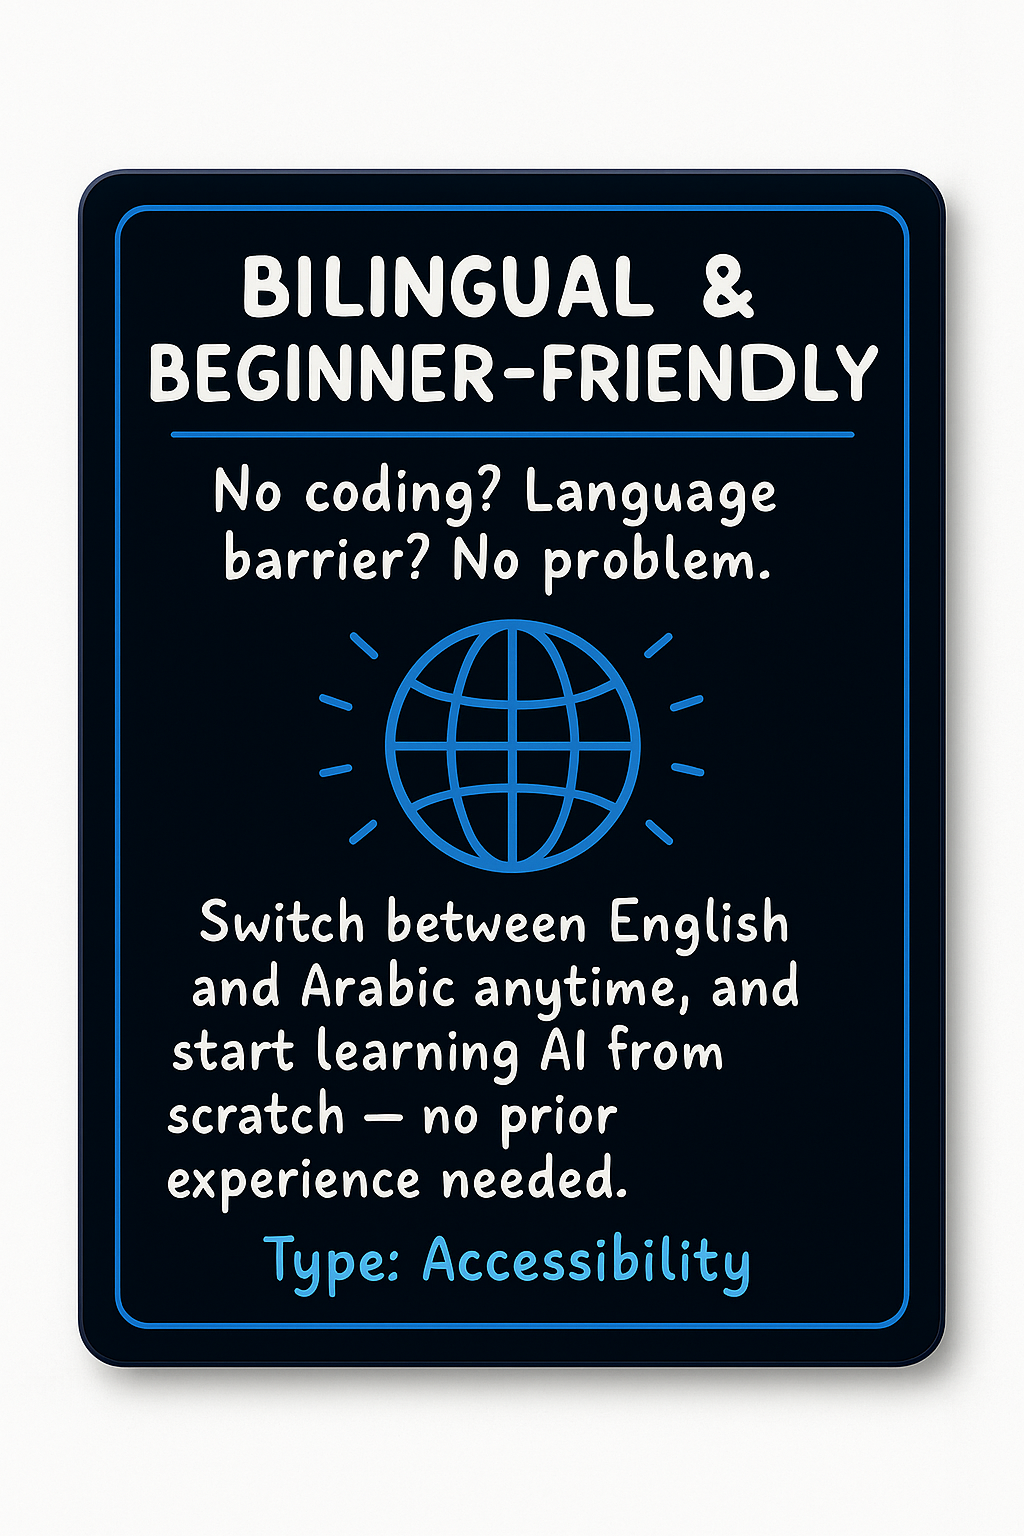 BILINGUAL &
BEGINNER-FRIENDLY
No coding? Language
barrier? No problem.
Switch between English
and Arabic anytime, and
start learning AI from
scratch — no prior
experience needed.
Type: Accessibility